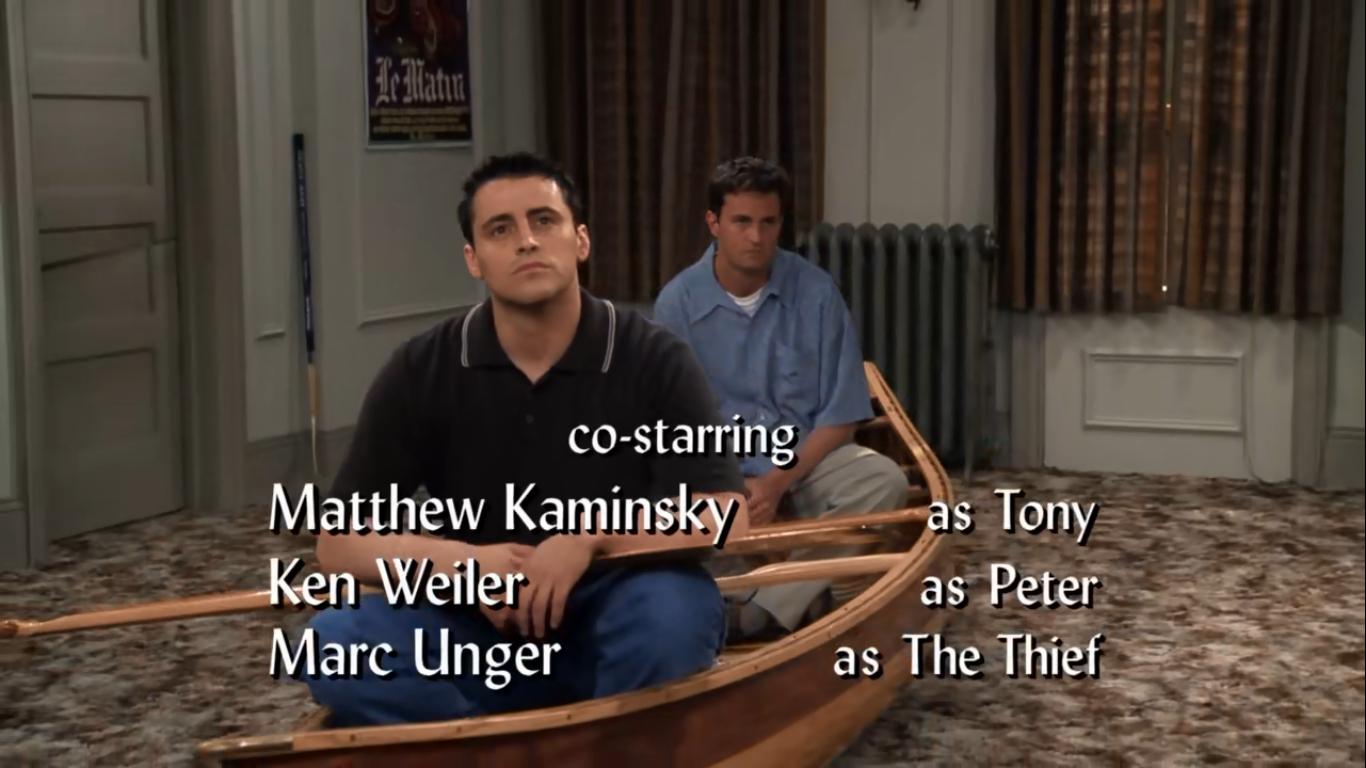 Le Matin
co-starring
Matthew Kaminsky as Tony
Ken Weiler as Peter
Marc Unger as The Thief